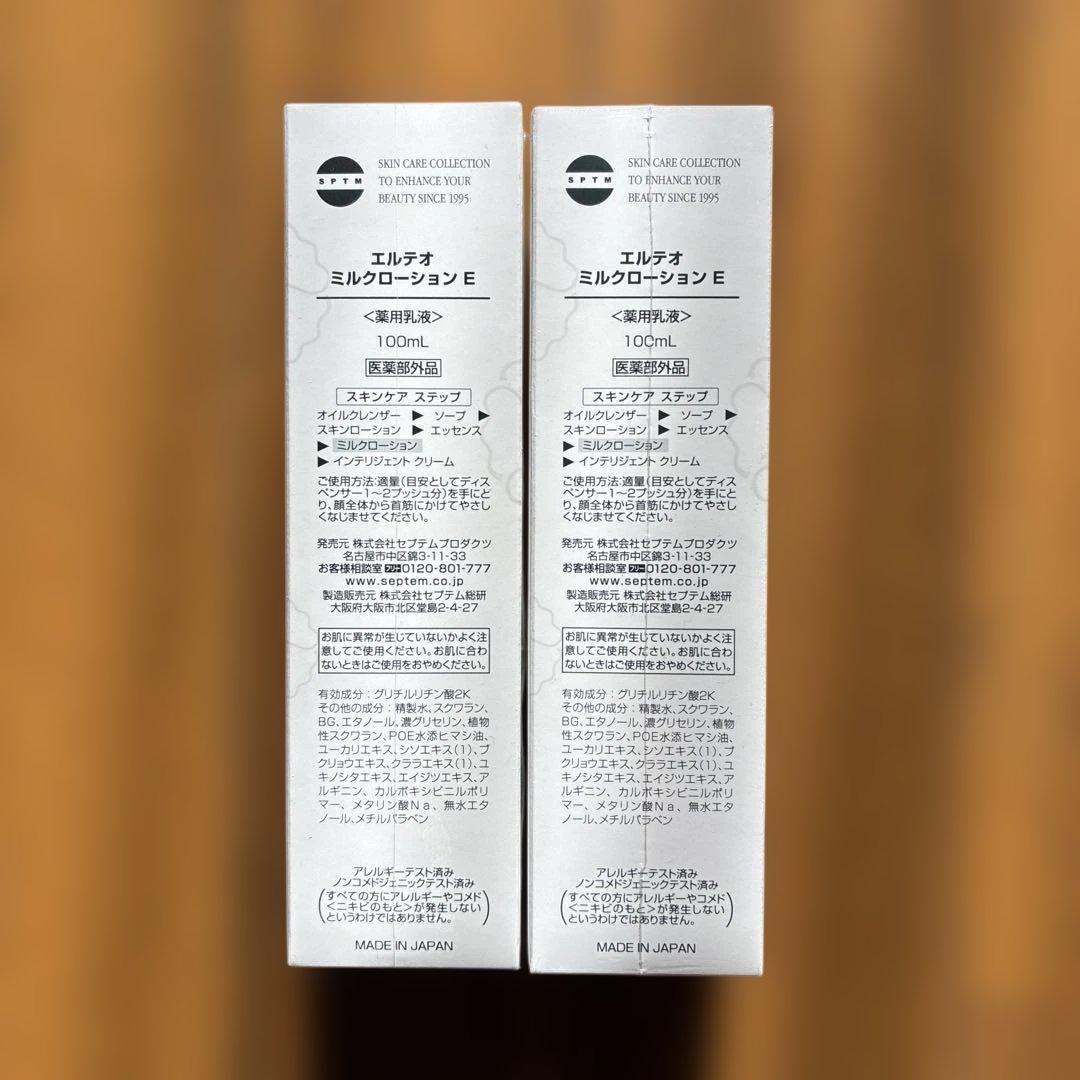 SPTM
SKIN CARE COLLECTION
TO ENHANCE YOUR
BEAUTY SINCE 1995
エルテオ
ミルクローション E
<薬用乳液>
100mL
医薬部外品
スキンケア ステップ
オイルクレンザー ▶ ソープ ▶
スキンローション ▶ エッセンス
▶ ミルクローション
▶ インテリジェント クリーム
ご使用方法:適量(目安としてディス
ペンサー1〜2プッシュ分)を手にと
り、顔全体から首筋にかけてやさし
くなじませてください。
発売元 株式会社セプテムプロダクツ
名古屋市中区錦3-11-33
お客様相談室 フリー0120-801-777
www.septem.co.jp
製造販売元 株式会社セプテム総研
大阪府大阪市北区堂島2-4-27
お肌に異常が生じていないかよく注
意してご使用ください。お肌に合わ
ないときはご使用をおやめください。
有効成分:グリチルリチン酸2K
その他の成分:精製水、スクワラン、
BG、エタノール、濃グリセリン、植物
性スクワラン、POE水添ヒマシ油、
ユーカリエキス、シソエキス(1)、ブ
クリョウエキス、クララエキス(1)、ユ
キノシタエキス、エイジツエキス、ア
ルギニン、カルボキシビニルポリ
マー、メタリン酸Na、無水エタ
ノール、メチルパラベン
アレルギーテスト済み
ノンコメドジェニックテスト済み
(すべての方にアレルギーやコメド
<ニキビのもと>が発生しない
というわけではありません。)
MADE IN JAPAN
SPTM
SKIN CARE COLLECTION
TO ENHANCE YOUR
BEAUTY SINCE 1995
エルテオ
ミルクローション E
<薬用乳液>
100mL
医薬部外品
スキンケア ステップ
オイルクレンザー ▶ ソープ ▶
スキンローション ▶ エッセンス
▶ ミルクローション
▶ インテリジェント クリーム
ご使用方法:適量(目安としてディス
ペンサー1〜2プッシュ分)を手にと
り、顔全体から首筋にかけてやさし
くなじませてください。
発売元 株式会社セプテムプロダクツ
名古屋市中区錦3-11-33
お客様相談室 フリー0120-801-777
www.septem.co.jp
製造販売元 株式会社セプテム総研
大阪府大阪市北区堂島2-4-27
お肌に異常が生じていないかよく注
意してご使用ください。お肌に合わ
ないときはご使用をおやめください。
有効成分:グリチルリチン酸2K
その他の成分:精製水、スクワラン、
BG、エタノール、濃グリセリン、植物
性スクワラン、POE水添ヒマシ油、
ユーカリエキス、シソエキス(1)、ブ
クリョウエキス、クララエキス(1)、ユ
キノシタエキス、エイジツエキス、ア
ルギニン、カルボキシビニルポリ
マー、メタリン酸Na、無水エタ
ノール、メチルパラベン
アレルギーテスト済み
ノンコメドジェニックテスト済み
(すべての方にアレルギーやコメド
<ニキビのもと>が発生しない
というわけではありません。)
MADE IN JAPAN